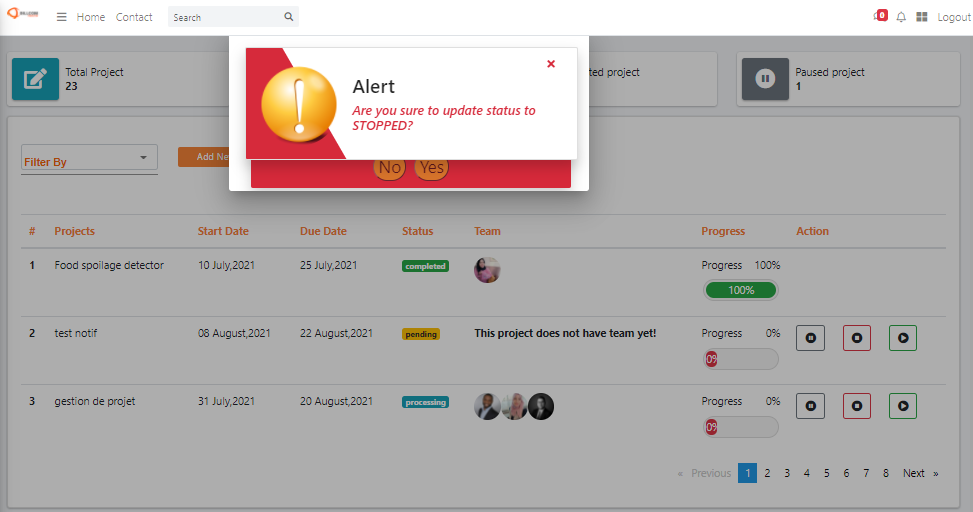 Home
Contact
Search
0
Logout
Total Project
23
ted project
Paused project
1
Alert
Are you sure to update status to
STOPPED?
No Yes
Filter By
Add Ne
# Projects Start Date Due Date Status Team Progress Action
1 Food spoilage detector 10 July,2021 25 July,2021 completed Progress 100%
100%
2 test notif 08 August,2021 22 August,2021 pending This project does not have team yet! Progress 0%
0%
3 gestion de projet 31 July,2021 20 August,2021 processing Progress 0%
0%
« Previous 1 2 3 4 5 6 7 8 Next »